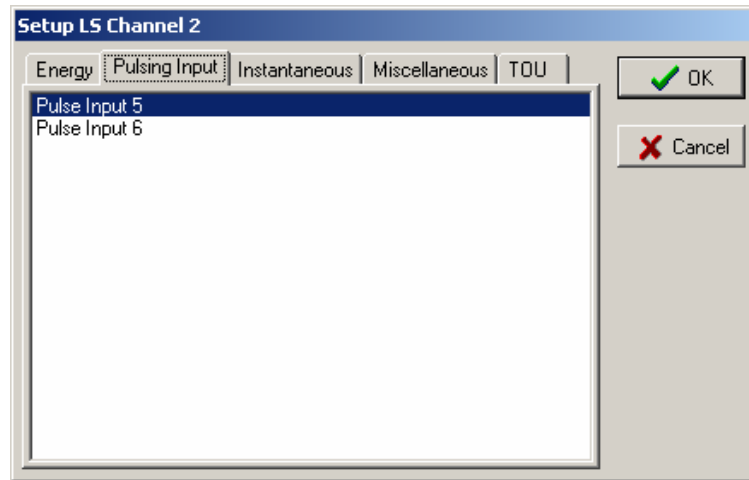 Setup LS Channel 2
Energy Pulsing Input Instantaneous Miscellaneous TOU
OK
Pulse Input 5
Pulse Input 6
Cancel